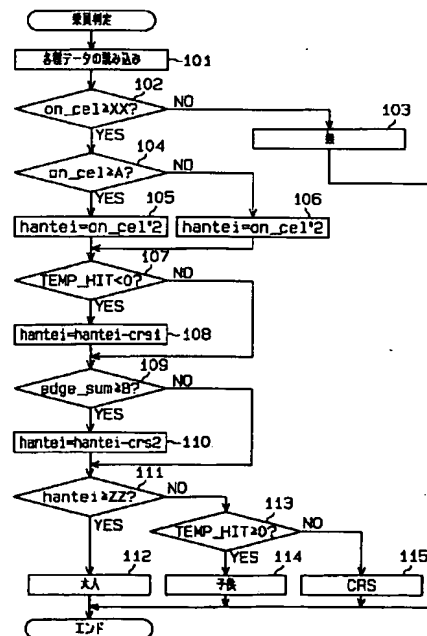 乗員判定
各種データの読み込み
101
102
on_cel≧XX?
NO
103
YES
無
104
on_cel≧A?
NO
YES
105
106
hantei=on_cel*2
hantei=on_cel*2
107
TEMP_HIT<0?
NO
YES
hantei=hantei-crs1
108
109
edge_sum≧B?
NO
YES
hantei=hantei-crs2
110
111
hantei≧ZZ?
NO
113
YES
TEMP_HIT≧0?
NO
YES
112
114
115
大人
子供
CRS
エンド